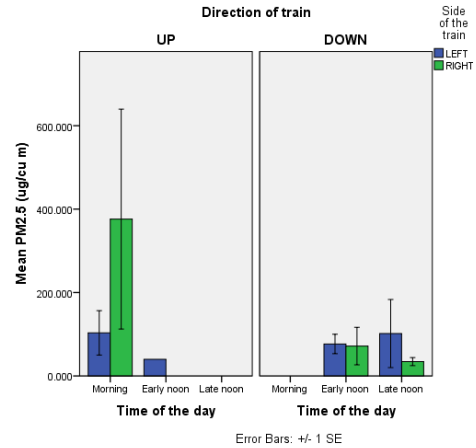 Direction of train
UP
DOWN
Side
of the
train
LEFT
RIGHT
Mean PM2.5 (ug/cu m)
600.000
400.000
200.000
0.000
Morning
Early noon
Late noon
Morning
Early noon
Late noon
Time of the day
Time of the day
Error Bars: +/- 1 SE